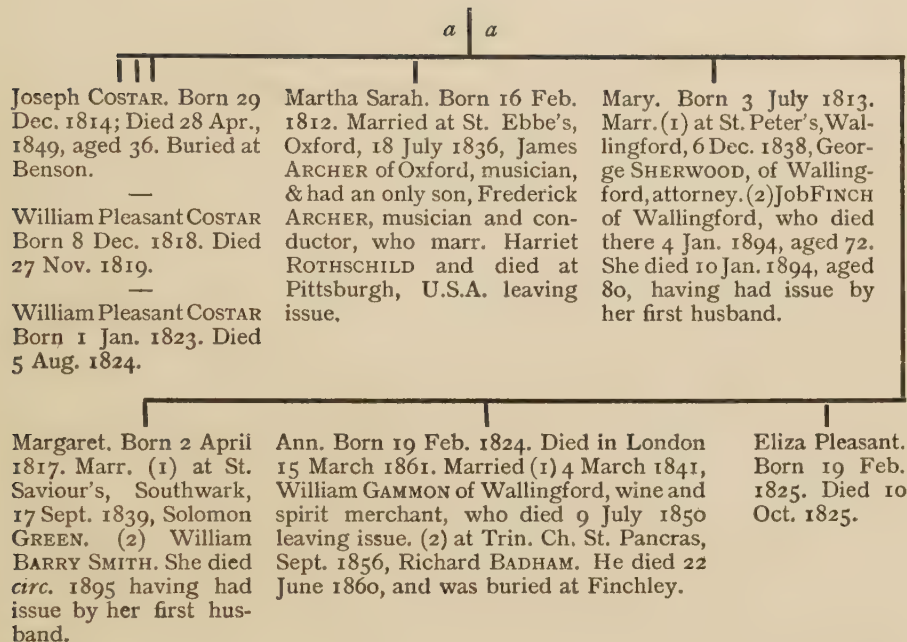 a a
Joseph COSTAR. Born 29
Dec. 1814; Died 28 Apr.,
1849, aged 36. Buried at
Benson.
—
William Pleasant COSTAR
Born 8 Dec. 1818. Died
27 Nov. 1819.
—
William Pleasant COSTAR
Born 1 Jan. 1823. Died
5 Aug. 1824.
Martha Sarah. Born 16 Feb.
1812. Married at St. Ebbe's,
Oxford, 18 July 1836, James
ARCHER of Oxford, musician,
& had an only son, Frederick
ARCHER, musician and con-
ductor, who marr. Harriet
ROTHSCHILD and died at
Pittsburgh, U.S.A. leaving
issue.
Mary. Born 3 July 1813.
Marr. (1) at St. Peter's, Wal-
lingford, 6 Dec. 1838, Geor-
ge SHERWOOD, of Walling-
ford, attorney. (2) Job FINCH
of Wallingford, who died
there 4 Jan. 1894, aged 72.
She died 10 Jan. 1894, aged
80, having had issue by
her first husband.
Margaret. Born 2 April
1817. Marr. (1) at St.
Saviour's, Southwark,
17 Sept. 1839, Solomon
GREEN. (2) William
BARRY SMITH. She died
circ. 1895 having had
issue by her first hus-
band.
Ann. Born 19 Feb. 1824. Died in London
15 March 1861. Married (1) 4 March 1841,
William GAMMON of Wallingford, wine and
spirit merchant, who died 9 July 1850
leaving issue. (2) at Trin. Ch. St. Pancras,
Sept. 1856, Richard BADHAM. He died 22
June 1860, and was buried at Finchley.
Eliza Pleasant.
Born 19 Feb.
1825. Died 10
Oct. 1825.